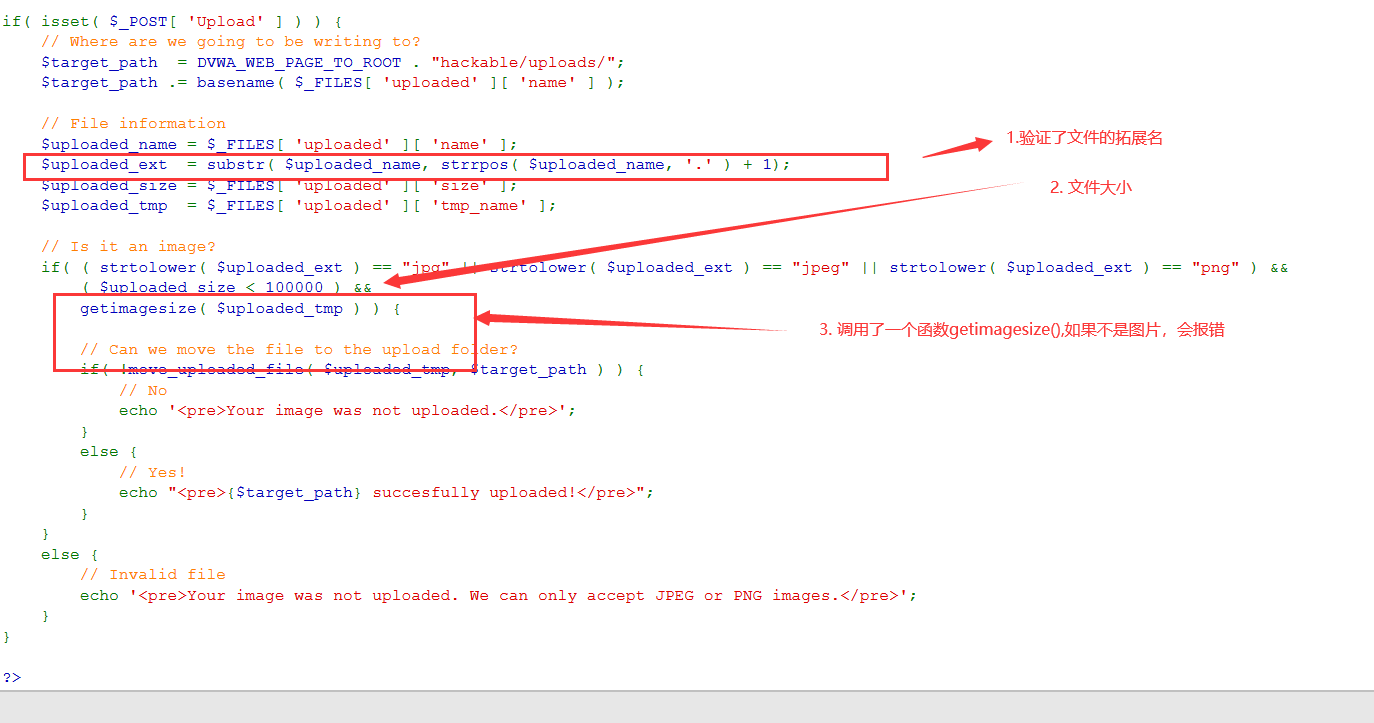 if( isset( $_POST[ 'Upload' ] ) ) {
// Where are we going to be writing to?
$target_path  = DVWA_WEB_PAGE_TO_ROOT . "hackable/uploads/";
$target_path .= basename( $_FILES[ 'uploaded' ][ 'name' ] );
// File information
$uploaded_name = $_FILES[ 'uploaded' ][ 'name' ];
1.验证了文件的拓展名
$uploaded_ext  = substr( $uploaded_name, strrpos( $uploaded_name, '.' ) + 1);
$uploaded_size = $_FILES[ 'uploaded' ][ 'size' ];
2. 文件大小
$uploaded_tmp  = $_FILES[ 'uploaded' ][ 'tmp_name' ];
// Is it an image?
if( ( strtolower( $uploaded_ext ) == "jpg" || strtolower( $uploaded_ext ) == "jpeg" || strtolower( $uploaded_ext ) == "png" ) &&
( $uploaded_size < 100000 ) &&
getimagesize( $uploaded_tmp ) ) {
3. 调用了一个函数getimagesize(),如果不是图片，会报错
// Can we move the file to the upload folder?
if( !move_uploaded_file( $uploaded_tmp, $target_path ) ) {
// No
echo '<pre>Your image was not uploaded.</pre>';
}
else {
// Yes!
echo "<pre>{$target_path} succesfully uploaded!</pre>";
}
}
else {
// Invalid file
echo '<pre>Your image was not uploaded. We can only accept JPEG or PNG images.</pre>';
}
}
?>